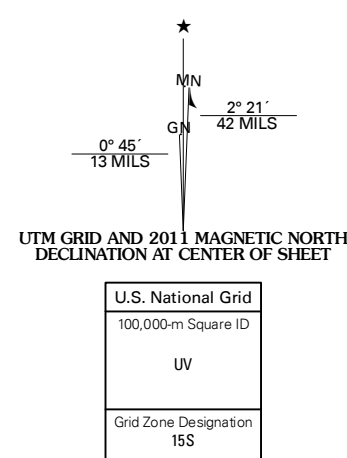 ★
MN
GN
2° 21´
42 MILS
0° 45´
13 MILS
UTM GRID AND 2011 MAGNETIC NORTH
DECLINATION AT CENTER OF SHEET
U.S. National Grid
100,000-m Square ID
UV
Grid Zone Designation
15S